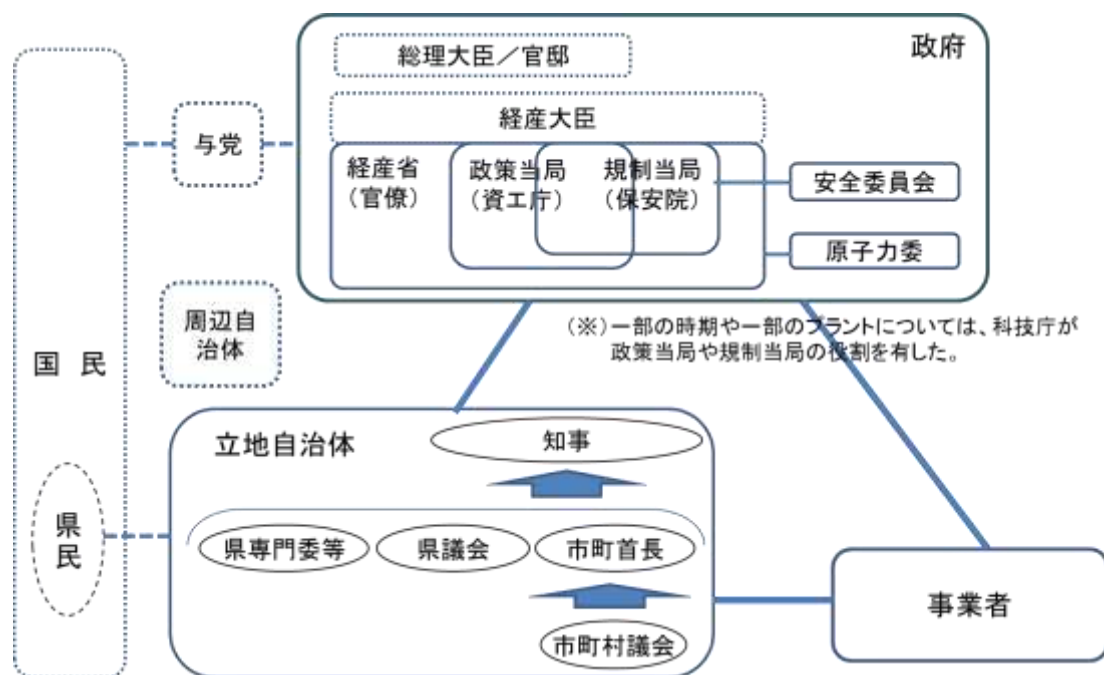 政府
総理大臣／官邸
経産大臣
与党
経産省
（官僚）
政策当局
（資エ庁）
規制当局
（保安院）
安全委員会
原子力委
周辺自
治体
（※）一部の時期や一部のプラントについては、科技庁が
政策当局や規制当局の役割を有した。
国 民
県
民
立地自治体
知事
県専門委等
県議会
市町首長
市町村議会
事業者